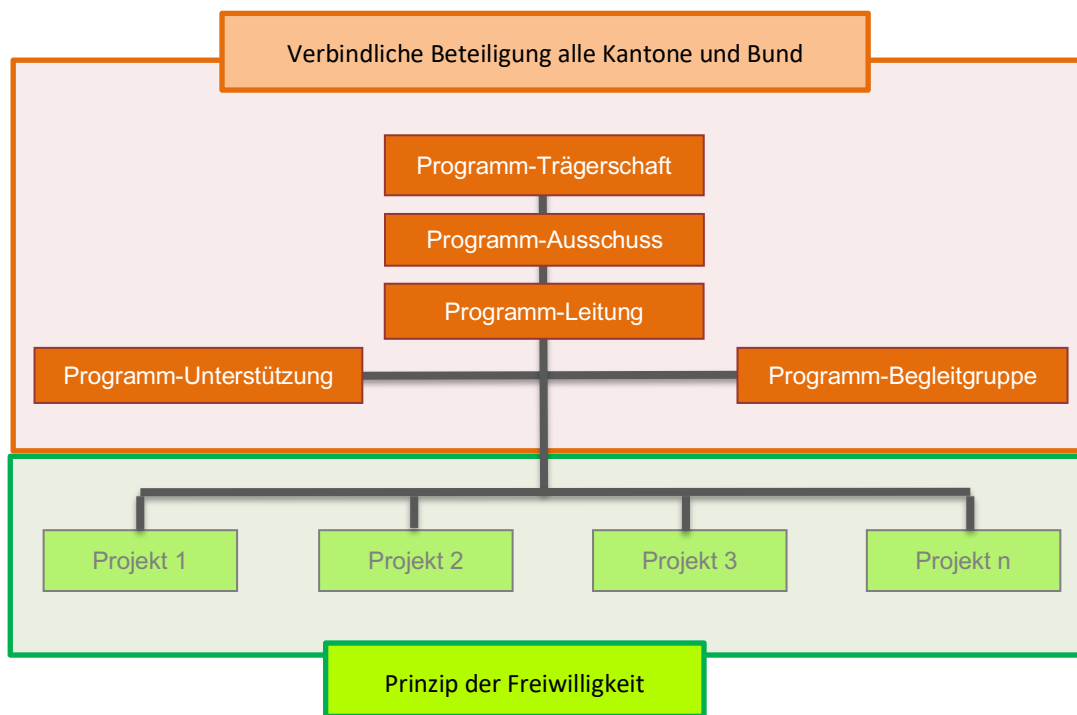 Verbindliche Beteiligung alle Kantone und Bund
Programm-Trägerschaft
Programm-Ausschuss
Programm-Leitung
Programm-Unterstützung
Programm-Begleitgruppe
Projekt 1
Projekt 2
Projekt 3
Projekt n
Prinzip der Freiwilligkeit